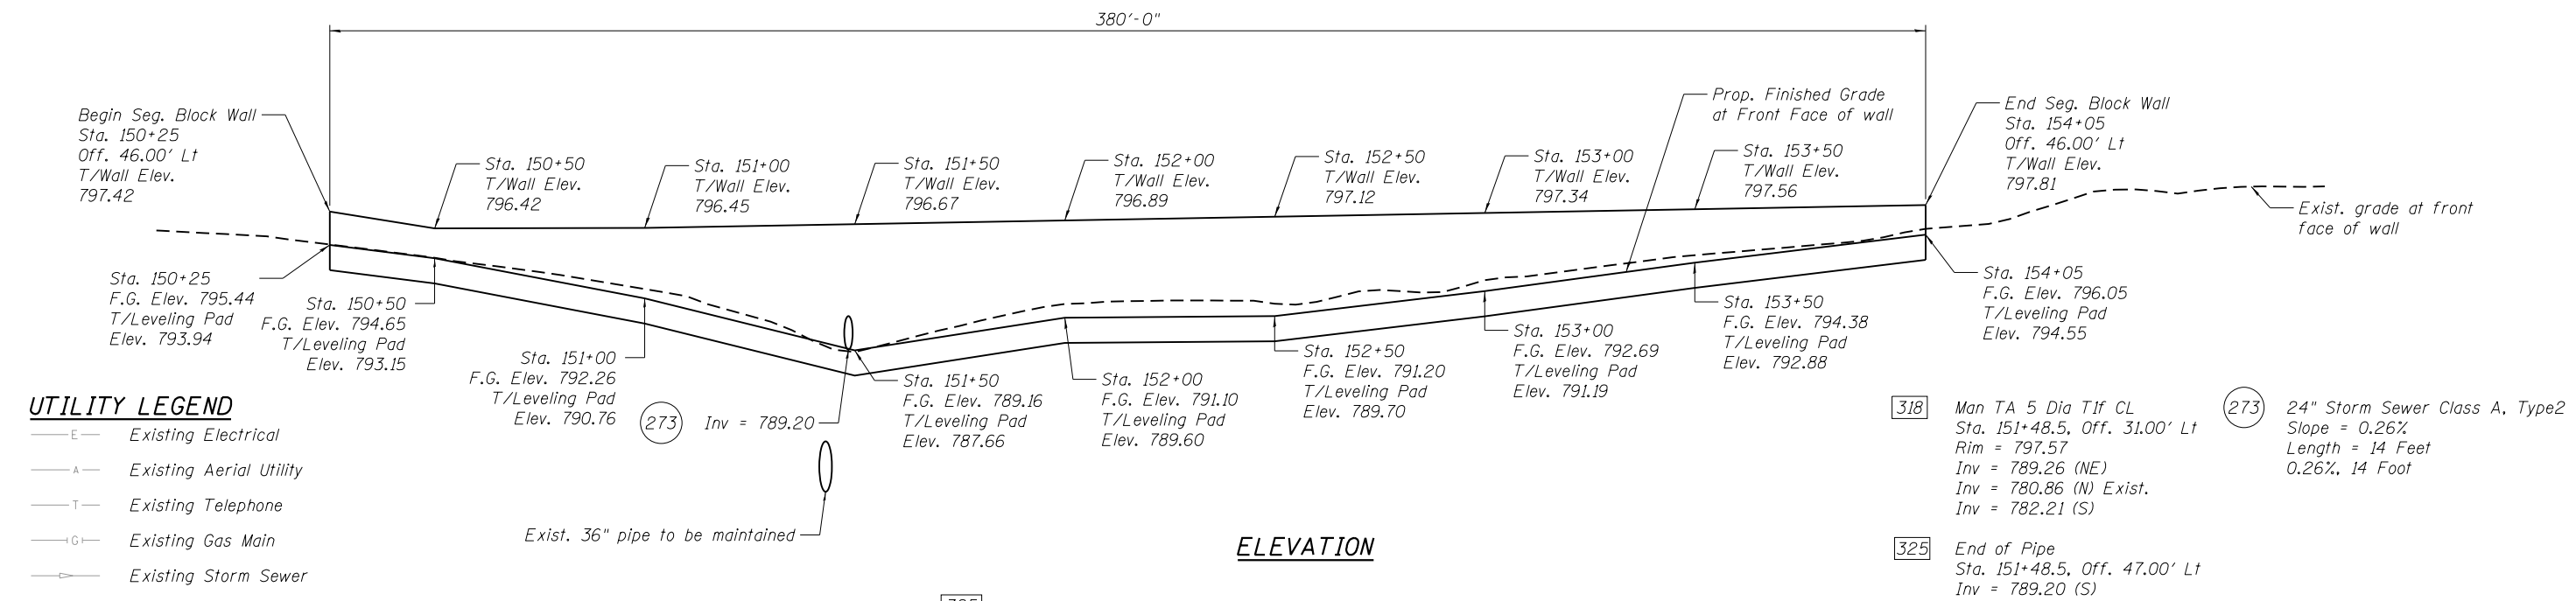 380'-0"
Begin Seg. Block Wall
Sta. 150+25
Off. 46.00' Lt
T/Wall Elev.
797.42
Sta. 150+50
T/Wall Elev.
796.42
Sta. 151+00
T/Wall Elev.
796.45
Sta. 151+50
T/Wall Elev.
796.67
Sta. 152+00
T/Wall Elev.
796.89
Sta. 152+50
T/Wall Elev.
797.12
Sta. 153+00
T/Wall Elev.
797.34
Prop. Finished Grade
at Front Face of wall
Sta. 153+50
T/Wall Elev.
797.56
End Seg. Block Wall
Sta. 154+05
Off. 46.00' Lt
T/Wall Elev.
797.81
Exist. grade at front
face of wall
Sta. 150+25
F.G. Elev. 795.44
T/Leveling Pad
Elev. 793.94
Sta. 150+50
F.G. Elev. 794.65
T/Leveling Pad
Elev. 793.15
Sta. 151+00
F.G. Elev. 792.26
T/Leveling Pad
Elev. 790.76
273
Inv = 789.20
Sta. 151+50
F.G. Elev. 789.16
T/Leveling Pad
Elev. 787.66
Sta. 152+00
F.G. Elev. 791.10
T/Leveling Pad
Elev. 789.60
Sta. 152+50
F.G. Elev. 791.20
T/Leveling Pad
Elev. 789.70
Sta. 153+00
F.G. Elev. 792.69
T/Leveling Pad
Elev. 791.19
Sta. 153+50
F.G. Elev. 794.38
T/Leveling Pad
Elev. 792.88
Sta. 154+05
F.G. Elev. 796.05
T/Leveling Pad
Elev. 794.55
Exist. 36" pipe to be maintained
UTILITY LEGEND
E Existing Electrical
A Existing Aerial Utility
T Existing Telephone
G Existing Gas Main
Existing Storm Sewer
ELEVATION
318 Man TA 5 Dia T1f CL
Sta. 151+48.5, Off. 31.00' Lt
Rim = 797.57
Inv = 789.26 (NE)
Inv = 780.86 (N) Exist.
Inv = 782.21 (S)
325 End of Pipe
Sta. 151+48.5, Off. 47.00' Lt
Inv = 789.20 (S)
273 24" Storm Sewer Class A, Type2
Slope = 0.26%
Length = 14 Feet
0.26%, 14 Foot